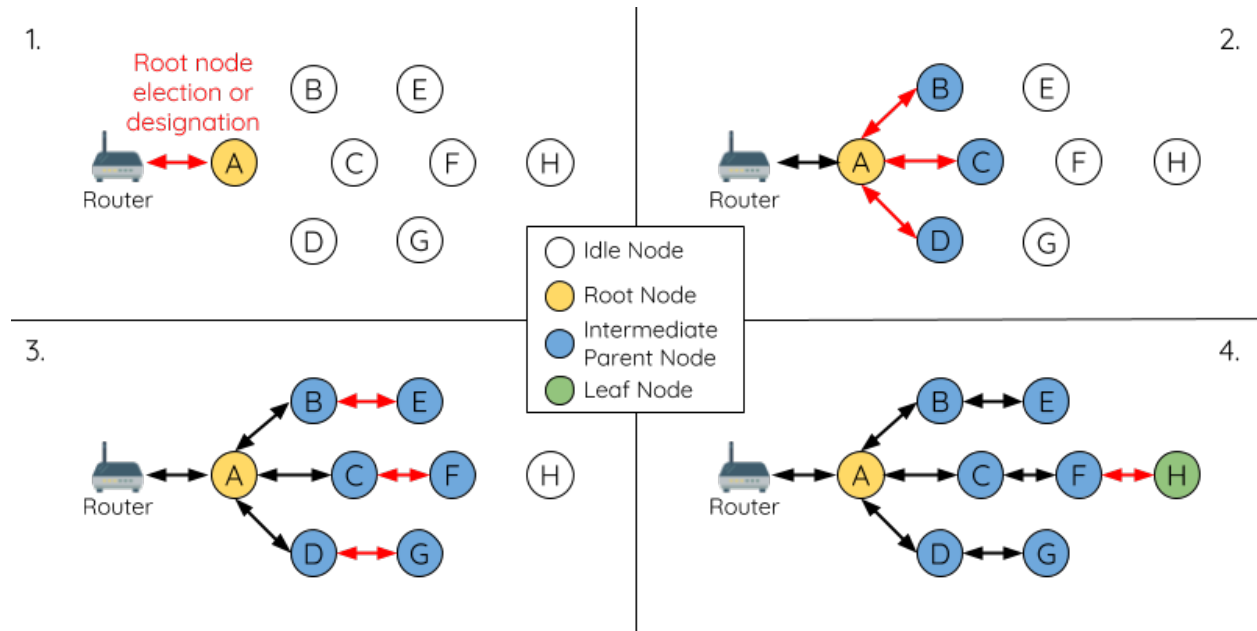 1.
Root node
election or
designation
Router
A
B
E
C
F
H
D
G
2.
Router
A
B
E
C
F
H
D
G
Idle Node
Root Node
Intermediate
Parent Node
Leaf Node
3.
Router
A
B
E
C
F
H
D
G
4.
Router
A
B
E
C
F
H
D
G